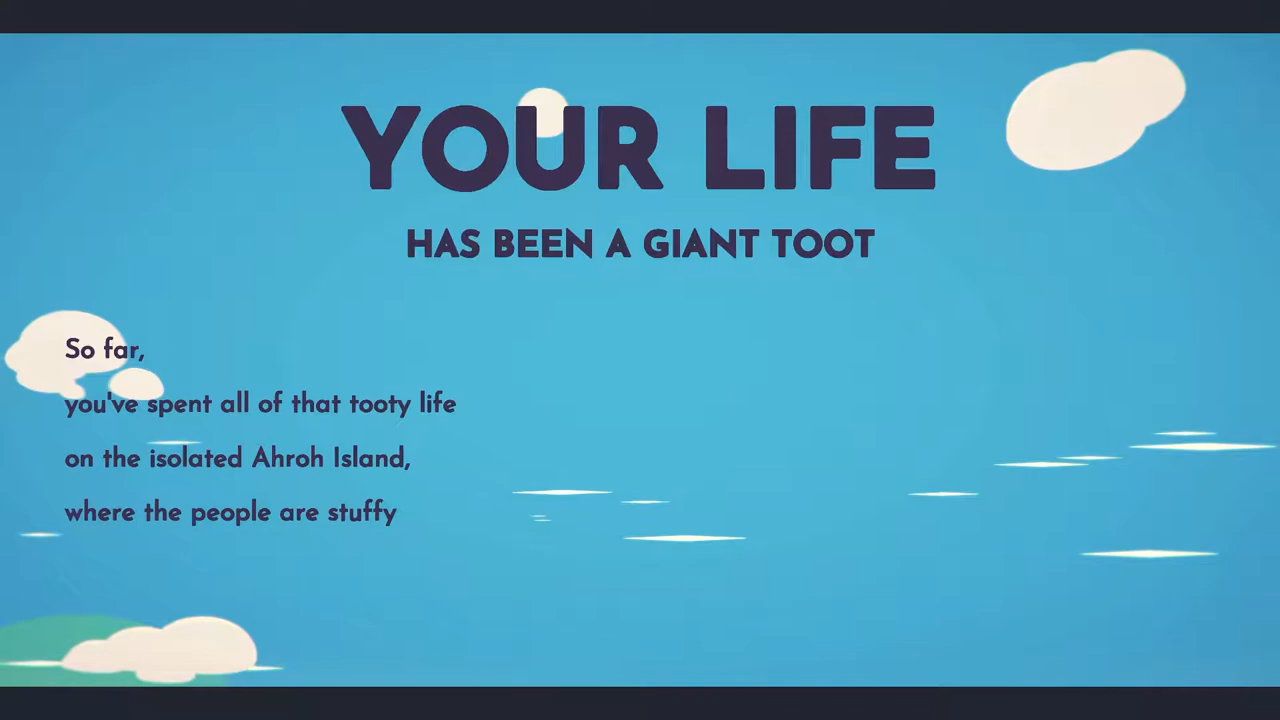 YOUR LIFE
HAS BEEN A GIANT TOOT
So far,
you've spent all of that tooty life
on the isolated Ahroh Island,
where the people are stuffy